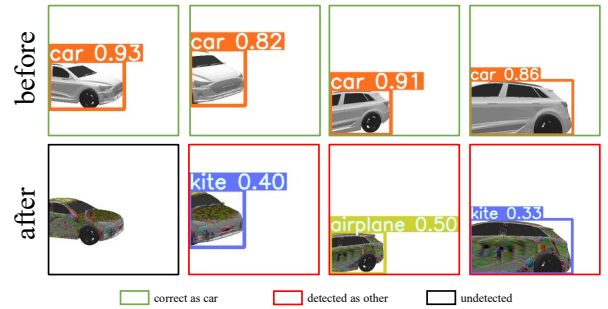 before
car 0.93
car 0.82
car 0.91
car 0.86
after
kite 0.40
airplane 0.50
kite 0.33
correct as car
detected as other
undetected